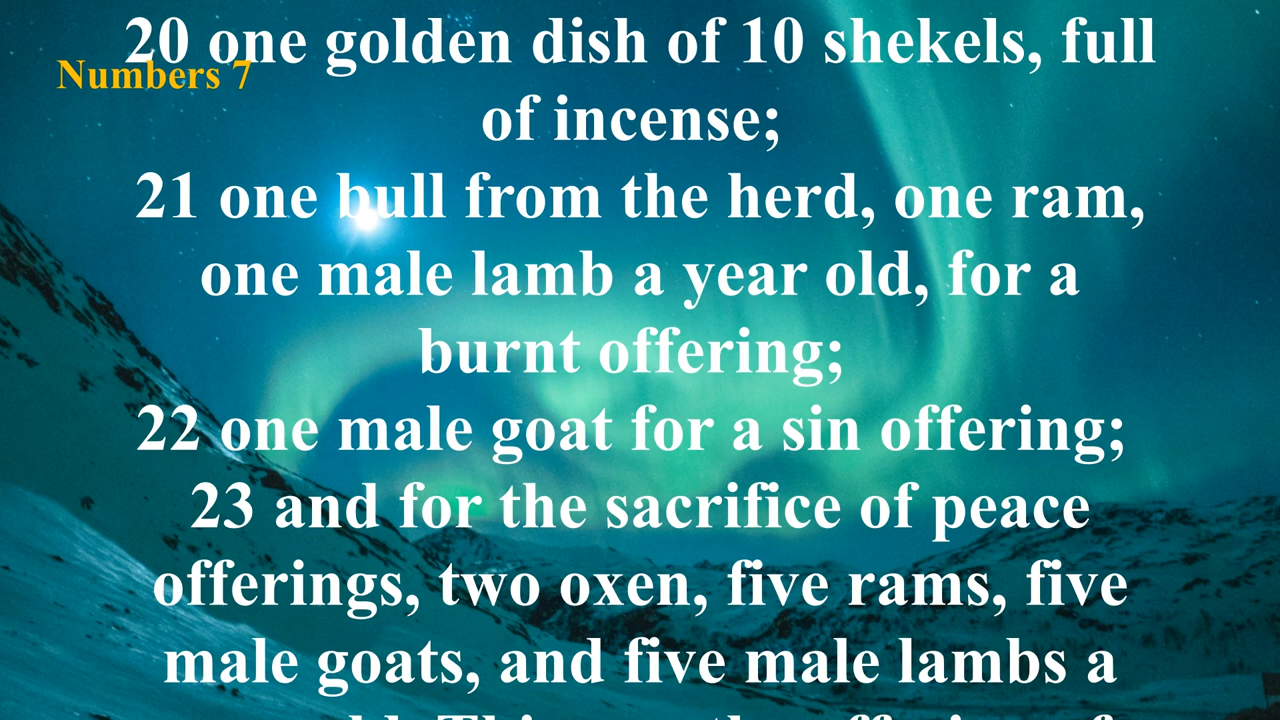 20 one golden dish of 10 shekels, full
Numbers 7
of incense;
21 one bull from the herd, one ram,
one male lamb a year old, for a
burnt offering;
22 one male goat for a sin offering;
23 and for the sacrifice of peace
offerings, two oxen, five rams, five
male goats, and five male lambs a